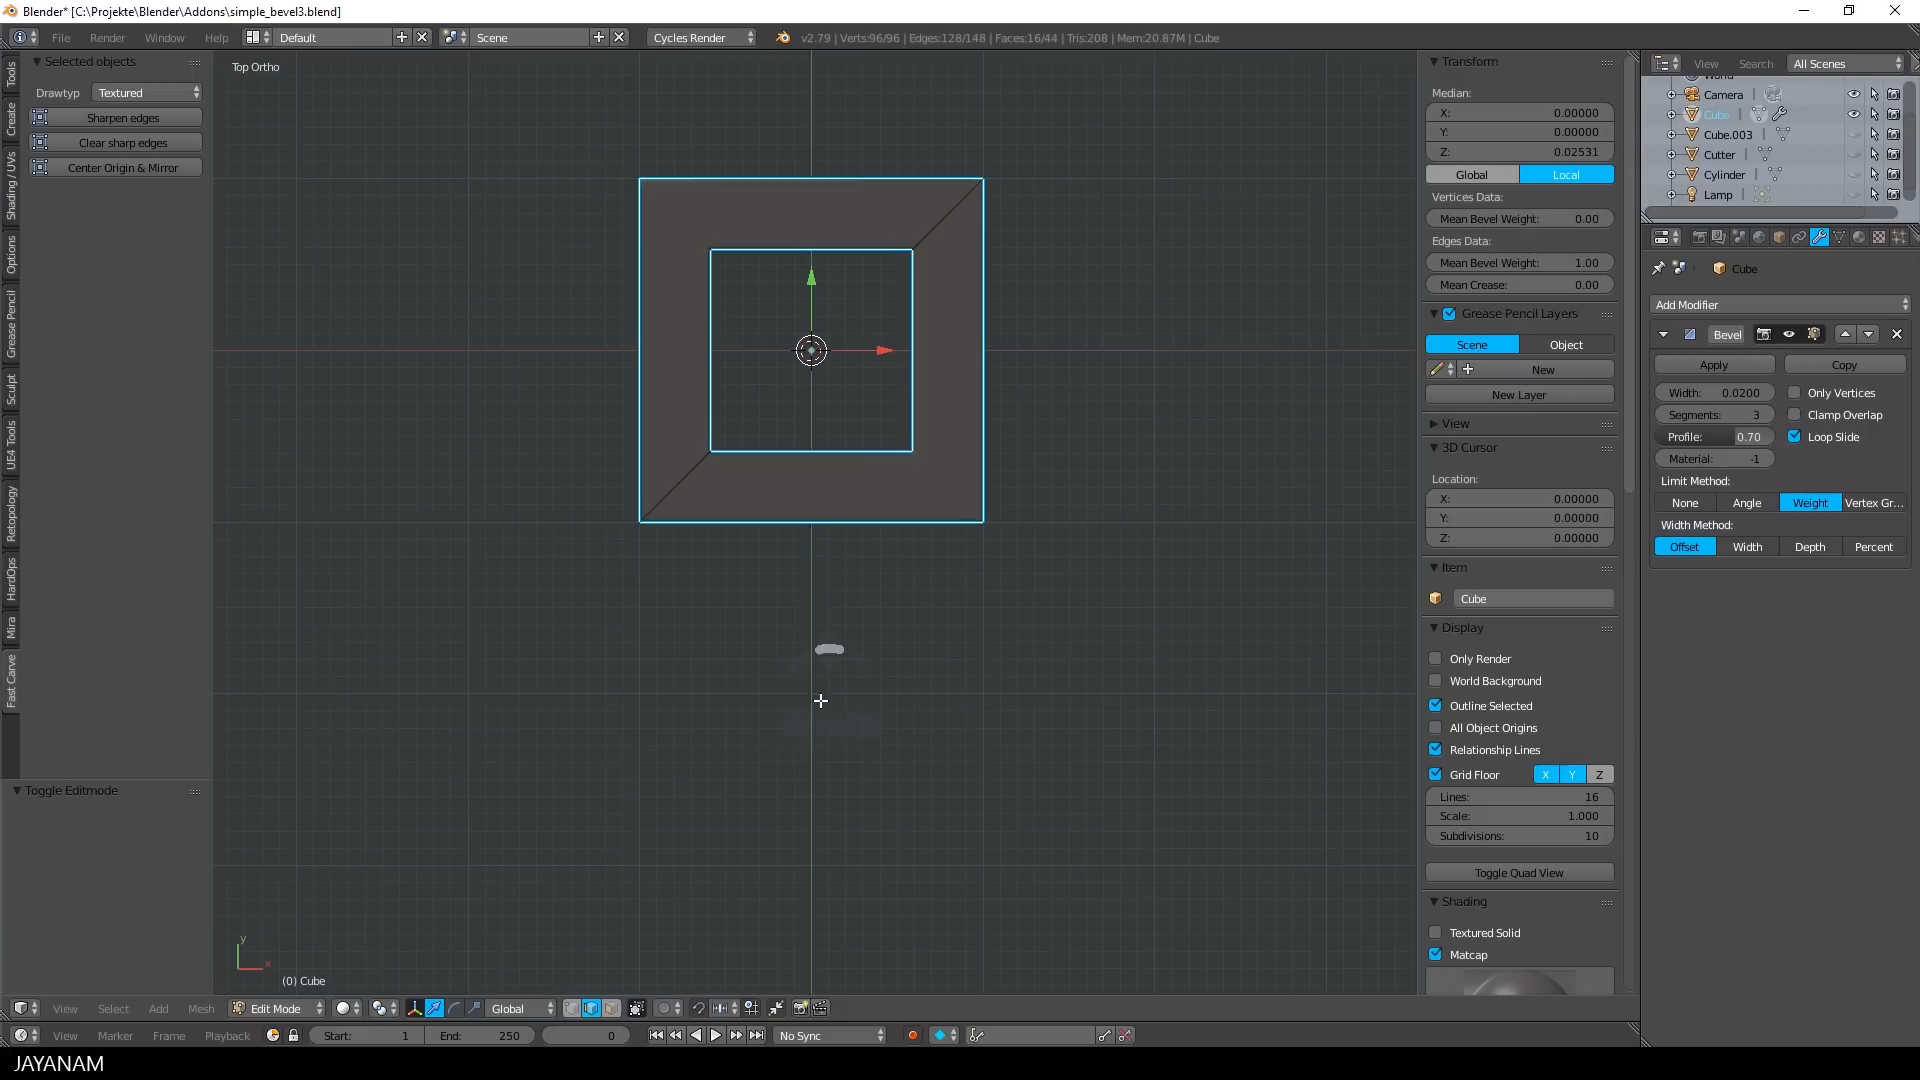 Blender* [C:\Projekte\Blender\Addons\simple_bevel3.blend]
File Render Window Help Default Scene Cycles Render v2.79 | Verts:96/96 | Edges:128/148 | Faces:16/44 | Tris:208 | Mem:20.87M | Cube
Tools
Create
Shading / UVs
Options
Grease Pencil
Sculpt
UE4 Tools
Retopology
HardOps
Mira
Fast Carve
Selected objects
Drawtyp Textured
Sharpen edges
Clear sharp edges
Center Origin & Mirror
Toggle Editmode
Top Ortho
y
x
(0) Cube
Transform
Median:
X: 0.00000
Y: 0.00000
Z: 0.02531
Global Local
Vertices Data:
Mean Bevel Weight: 0.00
Edges Data:
Mean Bevel Weight: 1.00
Mean Crease: 0.00
Grease Pencil Layers
Scene Object
New
New Layer
View
3D Cursor
Location:
X: 0.00000
Y: 0.00000
Z: 0.00000
Item
Cube
Display
Only Render
World Background
Outline Selected
All Object Origins
Relationship Lines
Grid Floor X Y Z
Lines: 16
Scale: 1.000
Subdivisions: 10
Toggle Quad View
Shading
Textured Solid
Matcap
View Search All Scenes
World
Camera
Cube
Cube.003
Cutter
Cylinder
Lamp
Cube
Add Modifier
Bevel
Apply Copy
Width: 0.0200 Only Vertices
Segments: 3 Clamp Overlap
Profile: 0.70 Loop Slide
Material: -1
Limit Method:
None Angle Weight Vertex Gr...
Width Method:
Offset Width Depth Percent
View Select Add Mesh Edit Mode Global
View Marker Frame Playback Start: 1 End: 250 0 No Sync
JAYANAM